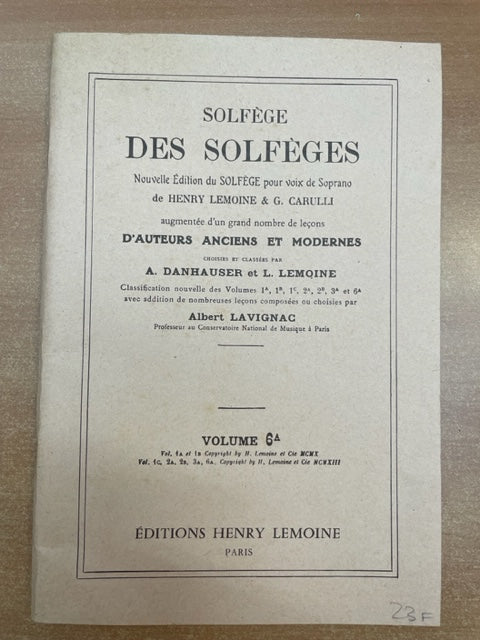 SOLFÈGE
DES SOLFÈGES
Nouvelle Édition du SOLFÈGE pour voix de Soprano
de HENRY LEMOINE & G. CARULLI
augmentée d'un grand nombre de leçons
D'AUTEURS ANCIENS ET MODERNES
CHOISIES ET CLASSÉES PAR
A. DANHAUSER et L. LEMOINE
Classification nouvelle des Volumes 1ᴬ, 1ᴮ, 1ᶜ, 2ᴬ, 2ᴮ, 3ᴬ et 6ᴬ
avec addition de nombreuses leçons composées ou choisies par
Albert LAVIGNAC
Professeur au Conservatoire National de Musique à Paris
VOLUME 6ᴬ
Vol. 1A et 1B Copyright by H. Lemoine et Cie MCMX
Vol. 1C, 2A, 2B, 3A, 6A, Copyright by H. Lemoine et Cie MCMXIII
ÉDITIONS HENRY LEMOINE
PARIS
23F